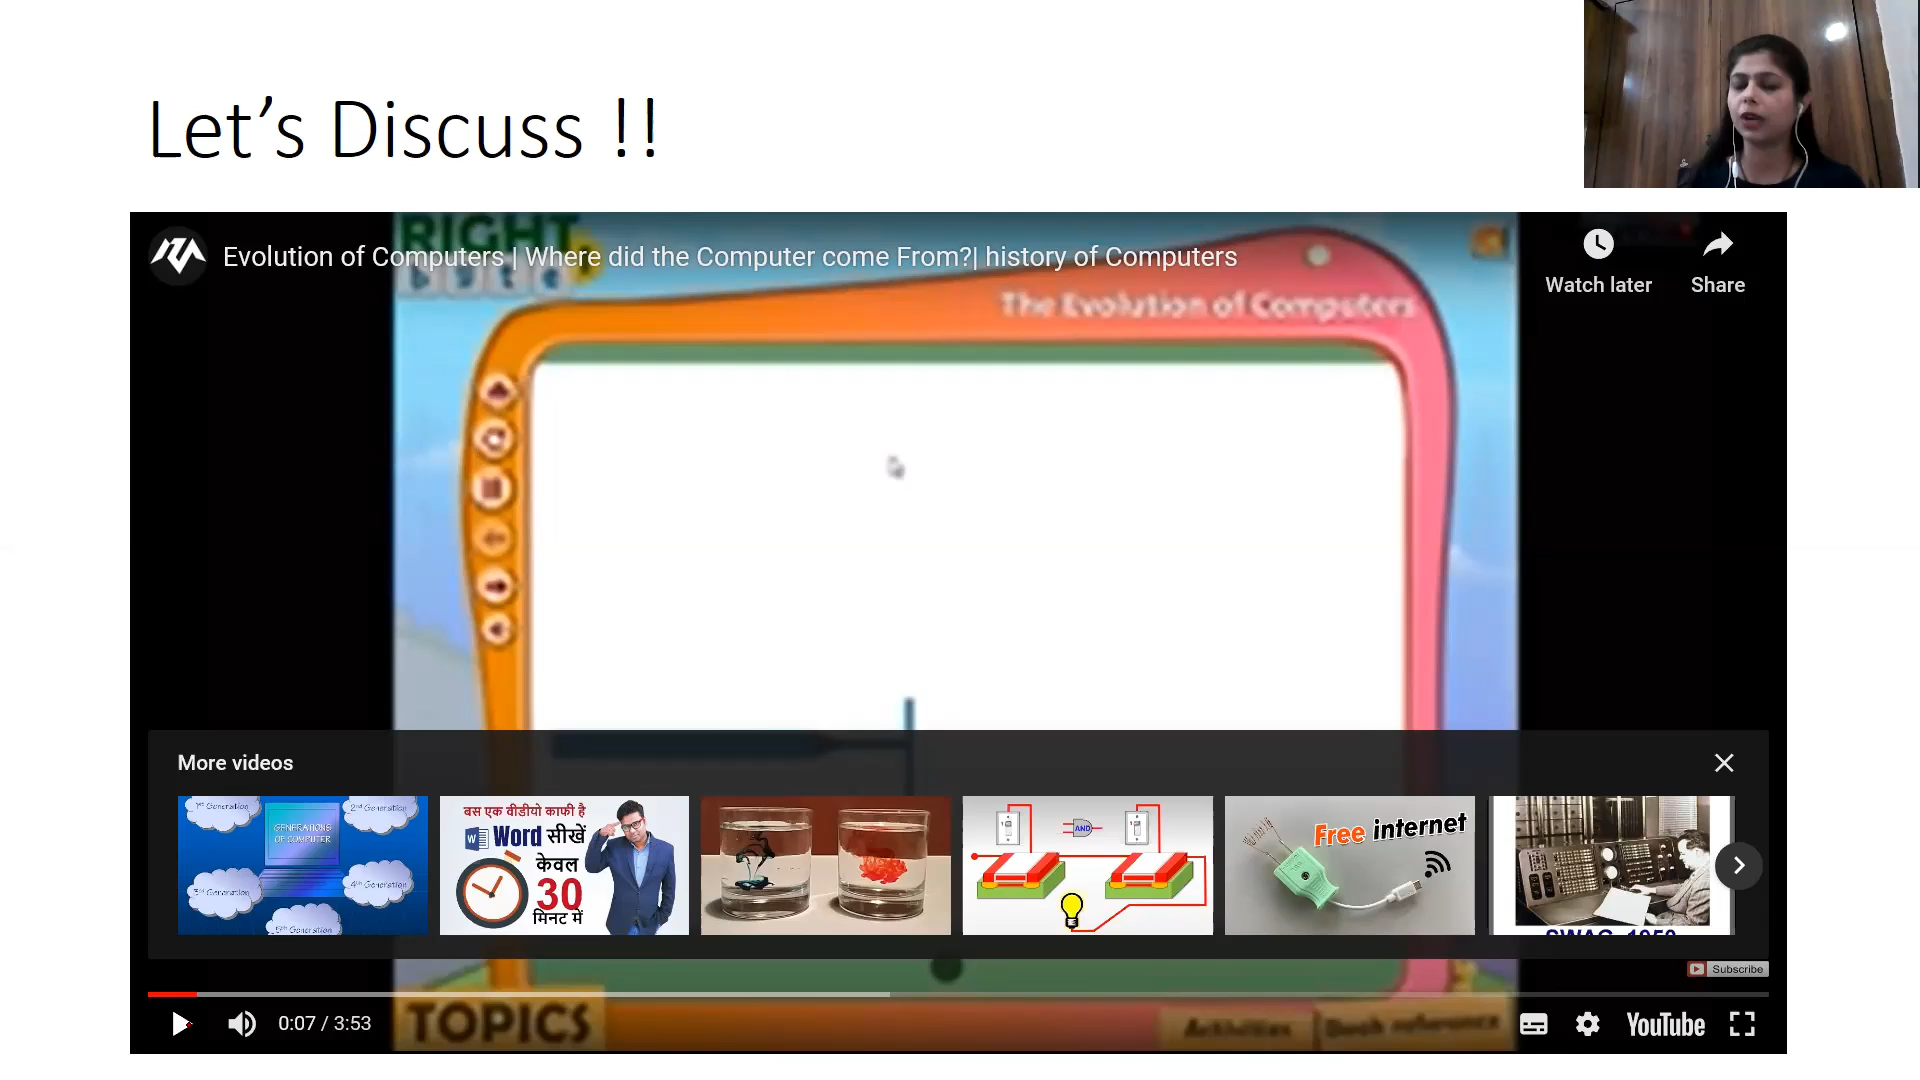 Let's Discuss !!
RIGHT
Evolution of Computers | Where did the Computer come From?| history of Computers
Watch later
Share
The Evolution of Computers
More videos
1st Generation
2nd Generation
GENERATIONS
OF COMPUTER
3rd Generation
4th Generation
5th Generation
बस एक वीडीयो काफी है
W Word सीखें
केवल
30
मिनट में
AND
Free internet
SWAC 1950
Subscribe
0:07 / 3:53
YouTube
TOPICS
Activities
Book reference